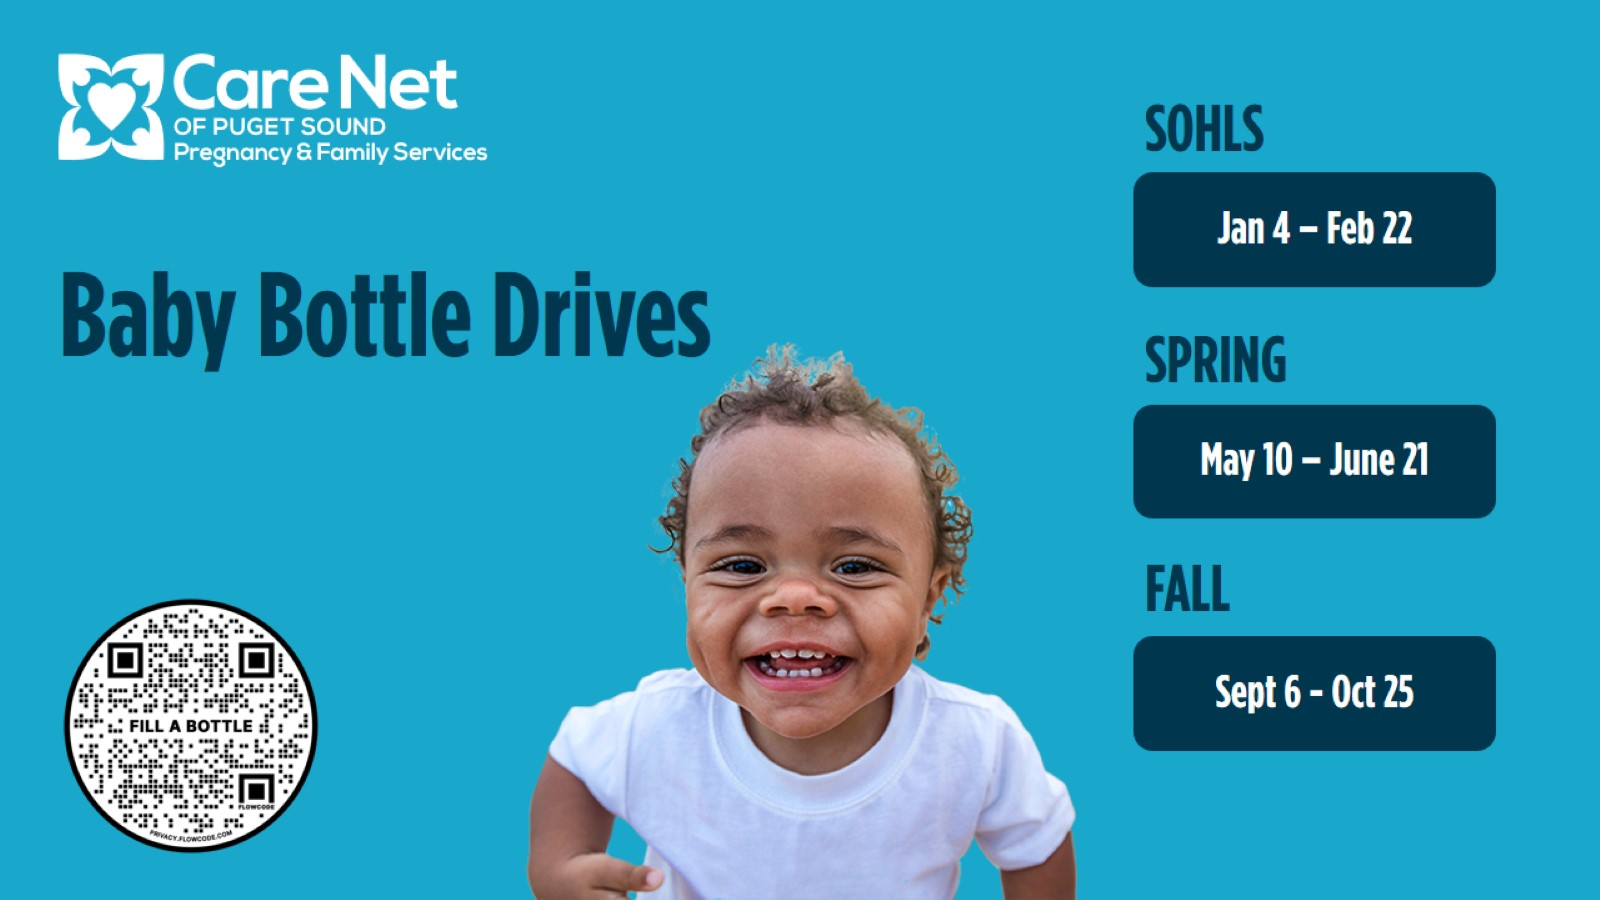 Care Net
OF PUGET SOUND
Pregnancy & Family Services
Baby Bottle Drives
SOHLS
Jan 4 – Feb 22
SPRING
May 10 – June 21
FALL
Sept 6 - Oct 25
FILL A BOTTLE
FLOWCODE
PRIVACY.FLOWCODE.COM